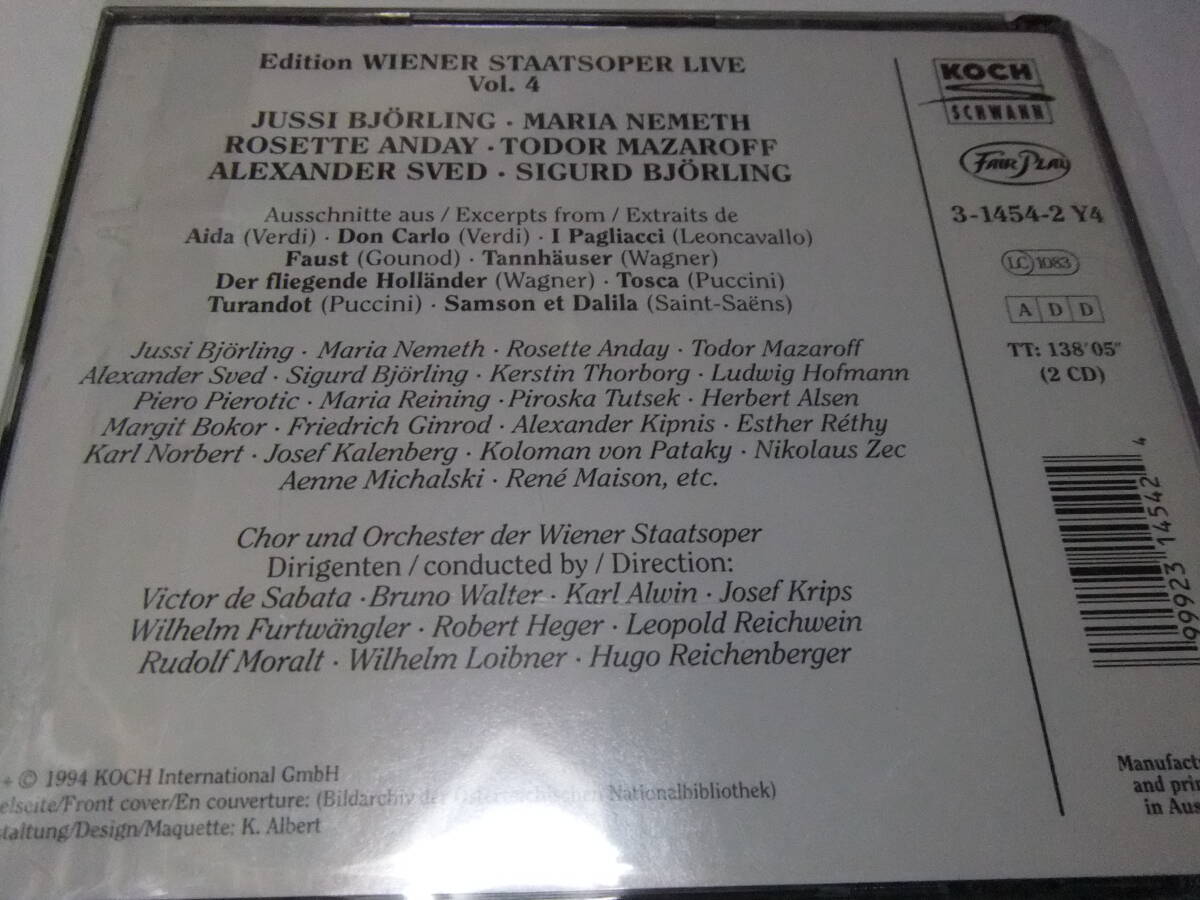 Edition WIENER STAATSOPER LIVE
Vol. 4
JUSSI BJÖRLING · MARIA NEMETH
ROSETTE ANDAY · TODOR MAZAROFF
ALEXANDER SVED · SIGURD BJÖRLING
Ausschnitte aus / Excerpts from / Extraits de
Aida (Verdi) · Don Carlo (Verdi) · I Pagliacci (Leoncavallo)
Faust (Gounod) · Tannhäuser (Wagner)
Der fliegende Holländer (Wagner) · Tosca (Puccini)
Turandot (Puccini) · Samson et Dalila (Saint-Saëns)
Jussi Björling · Maria Nemeth · Rosette Anday · Todor Mazaroff
Alexander Sved · Sigurd Björling · Kerstin Thorborg · Ludwig Hofmann
Piero Pierotic · Maria Reining · Piroska Tutsek · Herbert Alsen
Margit Bokor · Friedrich Ginrod · Alexander Kipnis · Esther Réthy
Karl Norbert · Josef Kalenberg · Koloman von Pataky · Nikolaus Zec
Aenne Michalski · René Maison, etc.
Chor und Orchester der Wiener Staatsoper
Dirigenten / conducted by / Direction:
Victor de Sabata · Bruno Walter · Karl Alwin · Josef Krips
Wilhelm Furtwängler · Robert Heger · Leopold Reichwein
Rudolf Moralt · Wilhelm Loibner · Hugo Reichenberger
+ © 1994 KOCH International GmbH
elseite/Front cover/En couverture: (Bildarchiv der Österreichischen Nationalbibliothek)
staltung/Design/Maquette: K. Albert
KOCH
SCHWANN
FAIR PLAY
3-1454-2 Y4
LC 1083
A D D
TT: 138'05"
(2 CD)
99923 14542 4
Manufact
and prin
in Aus